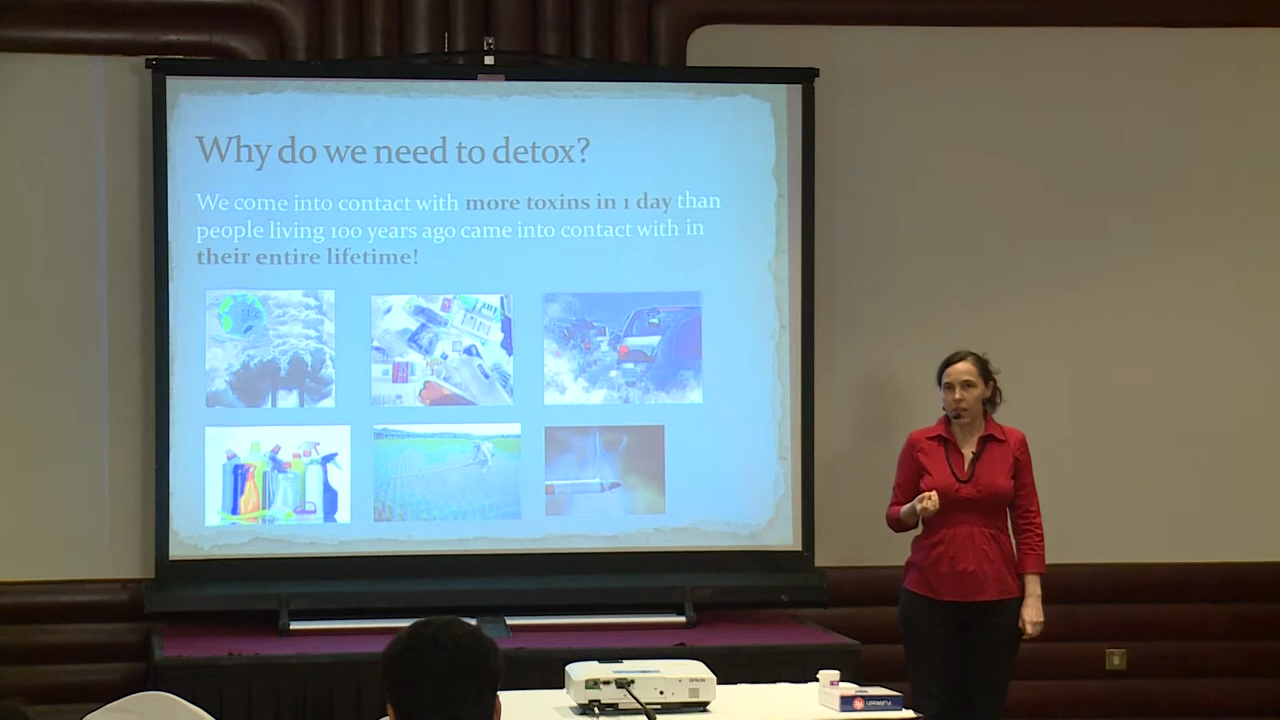 Why do we need to detox?
We come into contact with more toxins in 1 day than
people living 100 years ago came into contact with in
their entire lifetime!
EPSON